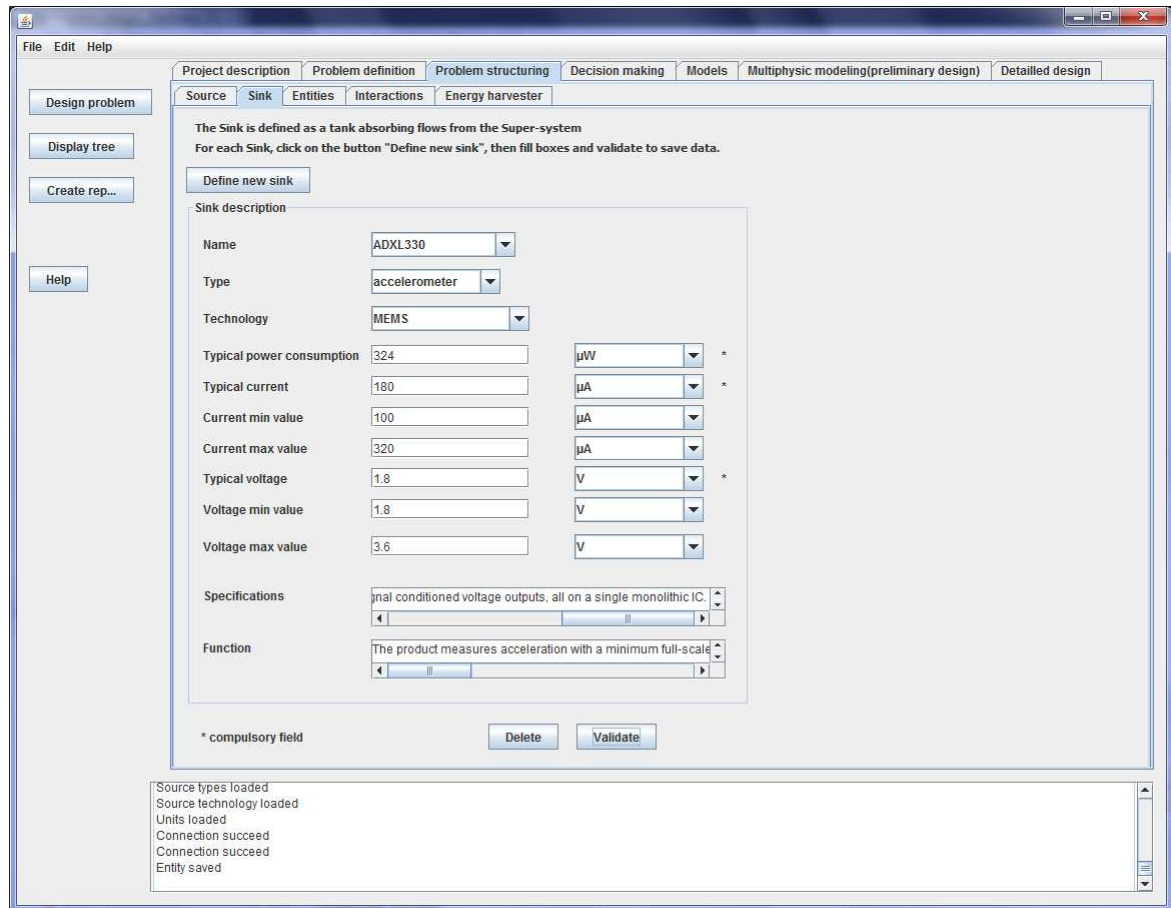 File Edit Help
Project description Problem definition Problem structuring Decision making Models Multiphysic modeling(preliminary design) Detailled design
Design problem
Display tree
Create rep...
Help
Source Sink Entities Interactions Energy harvester
The Sink is defined as a tank absorbing flows from the Super-system
For each Sink, click on the button "Define new sink", then fill boxes and validate to save data.
Define new sink
Sink description
Name ADXL330
Type accelerometer
Technology MEMS
Typical power consumption 324 µW *
Typical current 180 µA *
Current min value 100 µA
Current max value 320 µA
Typical voltage 1.8 V *
Voltage min value 1.8 V
Voltage max value 3.6 V
Specifications gnal conditioned voltage outputs, all on a single monolithic IC.
Function The product measures acceleration with a minimum full-scale
* compulsory field Delete Validate
Source types loaded
Source technology loaded
Units loaded
Connection succeed
Connection succeed
Entity saved